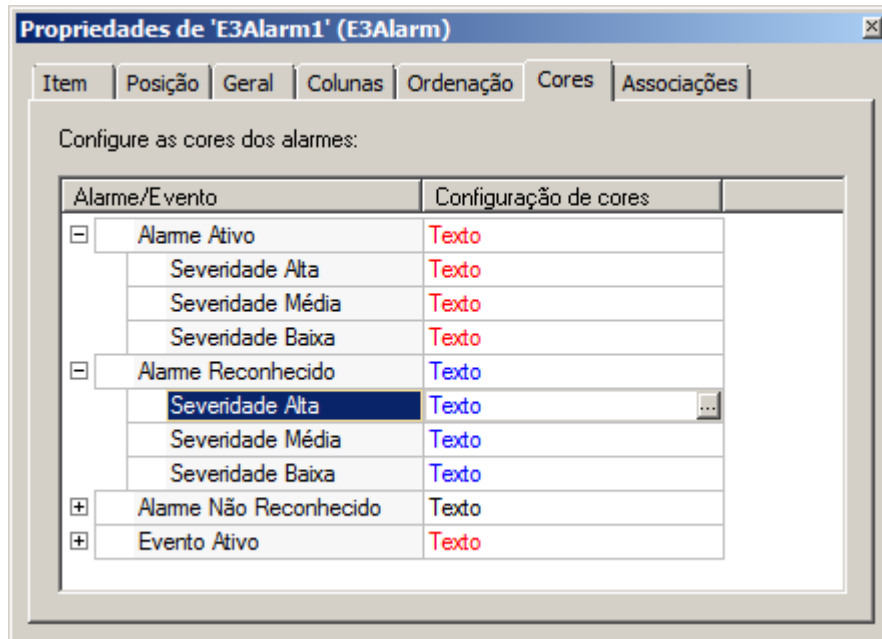 Propriedades de 'E3Alarm1' (E3Alarm)
Item Posição Geral Colunas Ordenação Cores Associações
Configure as cores dos alarmes:
Alarme/Evento Configuração de cores
Alarme Ativo Texto
Severidade Alta Texto
Severidade Média Texto
Severidade Baixa Texto
Alarme Reconhecido Texto
Severidade Alta Texto ...
Severidade Média Texto
Severidade Baixa Texto
Alarme Não Reconhecido Texto
Evento Ativo Texto